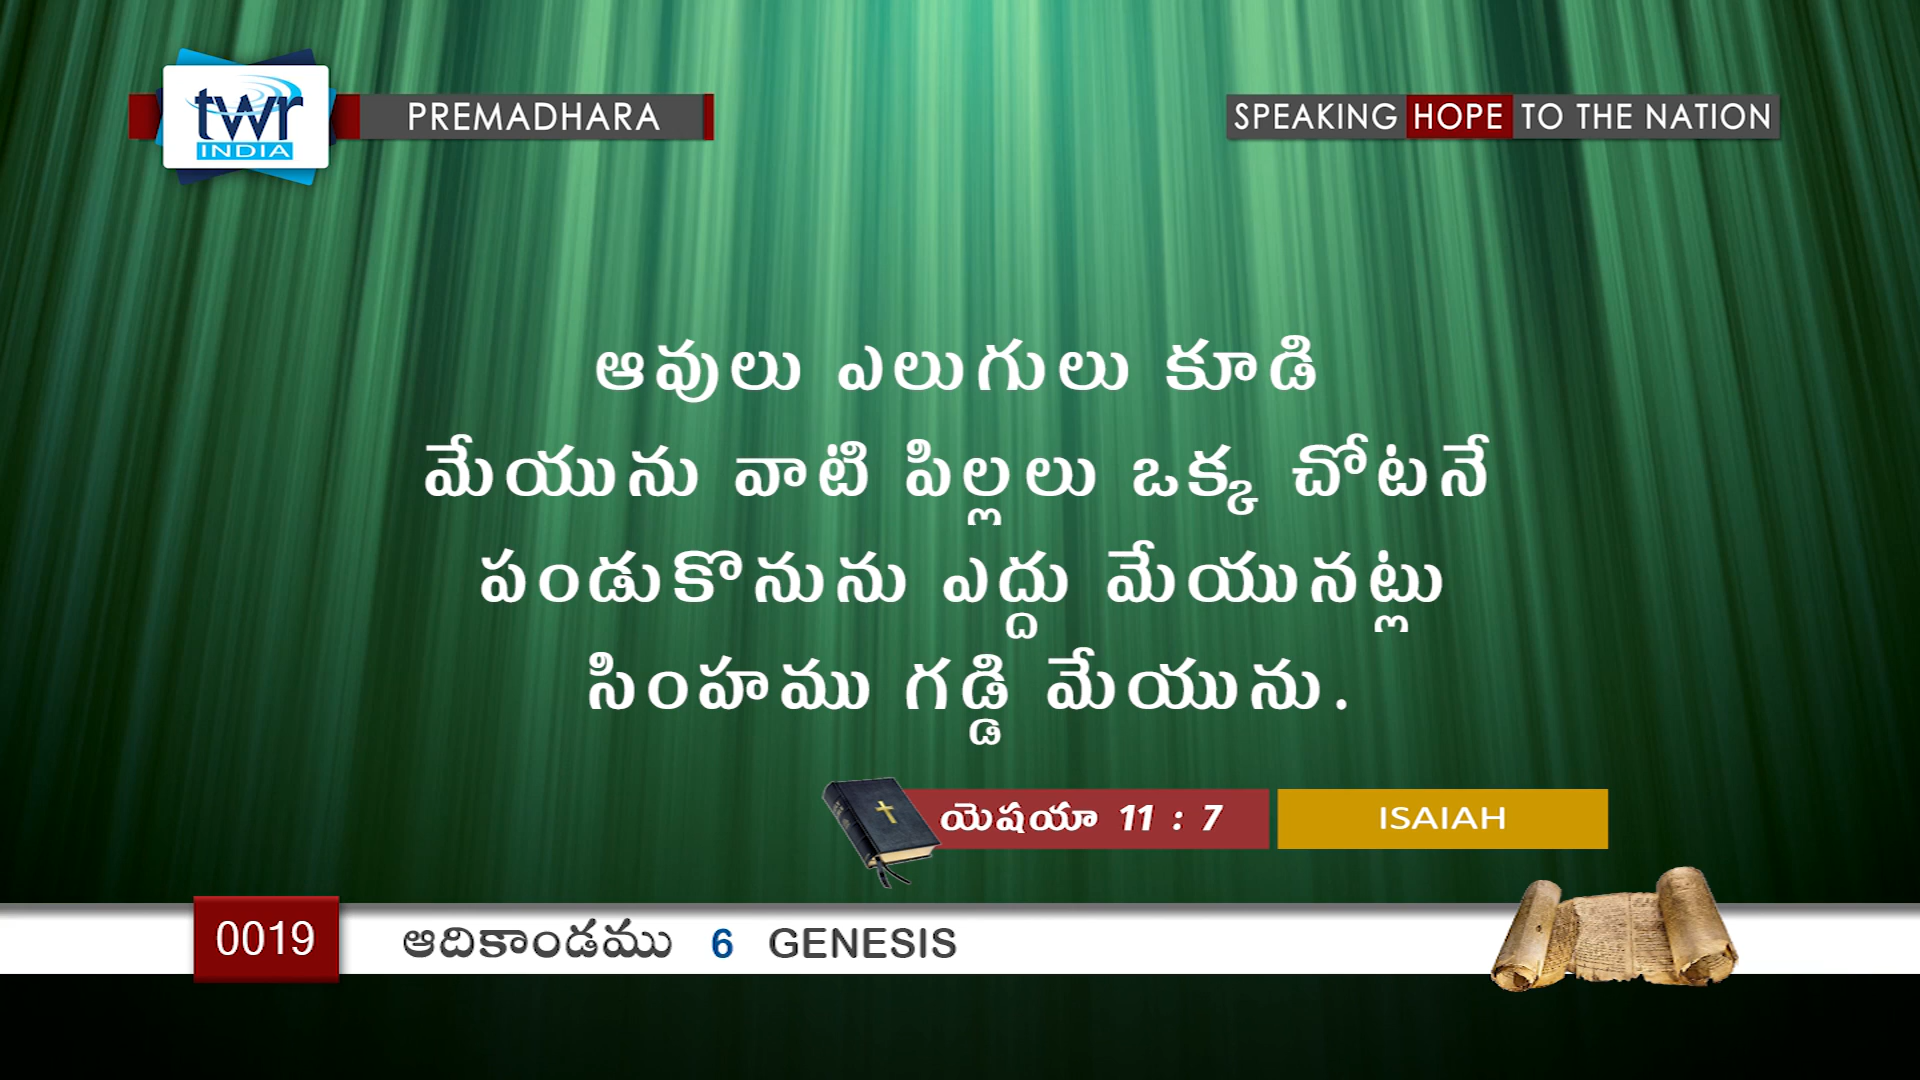 twr
INDIA
PREMADHARA
SPEAKING HOPE TO THE NATION
ఆవులు ఎలుగులు కూడి
మేయును వాటి పిల్లలు ఒక్క చోటనే
పండుకొనును ఎద్దు మేయునట్లు
సింహము గడ్డి మేయును.
యెషయా 11 : 7
ISAIAH
0019
ఆదికాండము 6 GENESIS